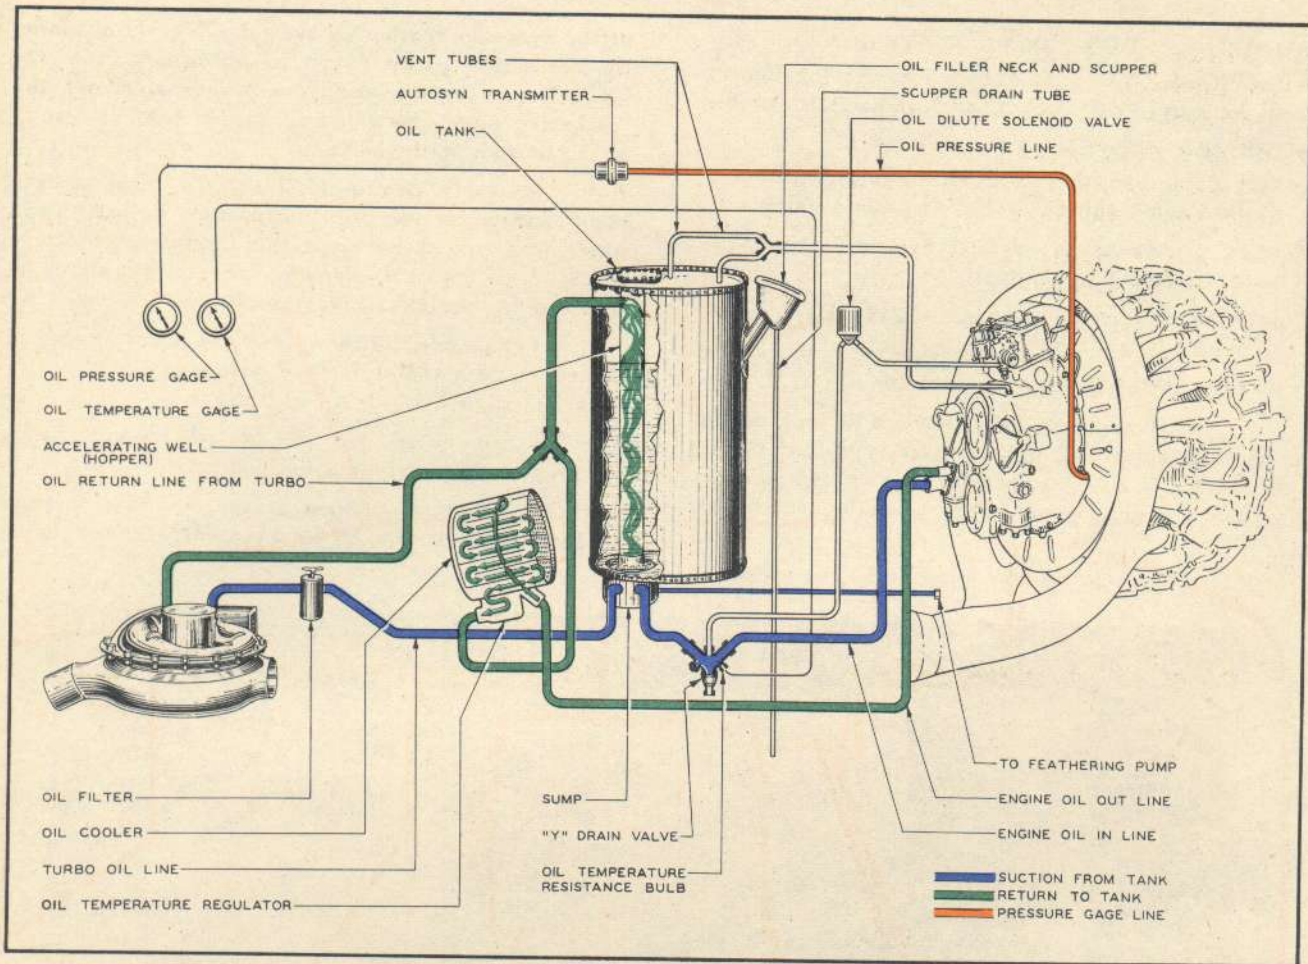 VENT TUBES
AUTOSYN TRANSMITTER
OIL TANK
OIL FILLER NECK AND SCUPPER
SCUPPER DRAIN TUBE
OIL DILUTE SOLENOID VALVE
OIL PRESSURE LINE
OIL PRESSURE GAGE
OIL TEMPERATURE GAGE
ACCELERATING WELL
(HOPPER)
OIL RETURN LINE FROM TURBO
OIL FILTER
OIL COOLER
TURBO OIL LINE
OIL TEMPERATURE REGULATOR
SUMP
"Y" DRAIN VALVE
OIL TEMPERATURE
RESISTANCE BULB
TO FEATHERING PUMP
ENGINE OIL OUT LINE
ENGINE OIL IN LINE
SUCTION FROM TANK
RETURN TO TANK
PRESSURE GAGE LINE